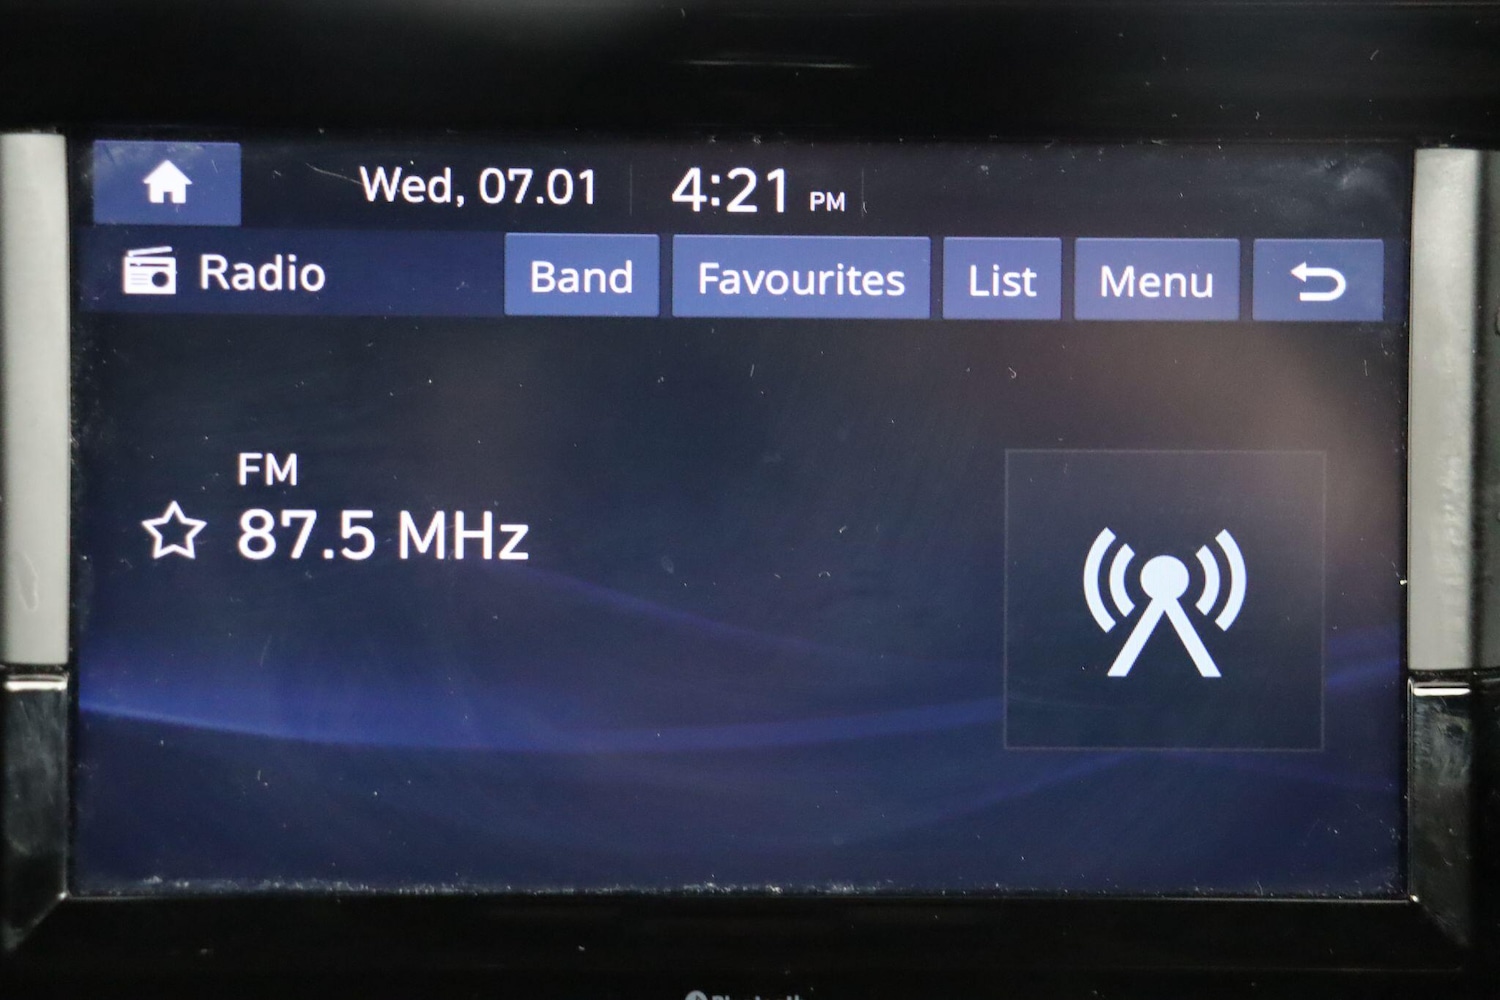 Wed, 07.01 4:21 PM
Radio Band Favourites List Menu
FM
87.5 MHz